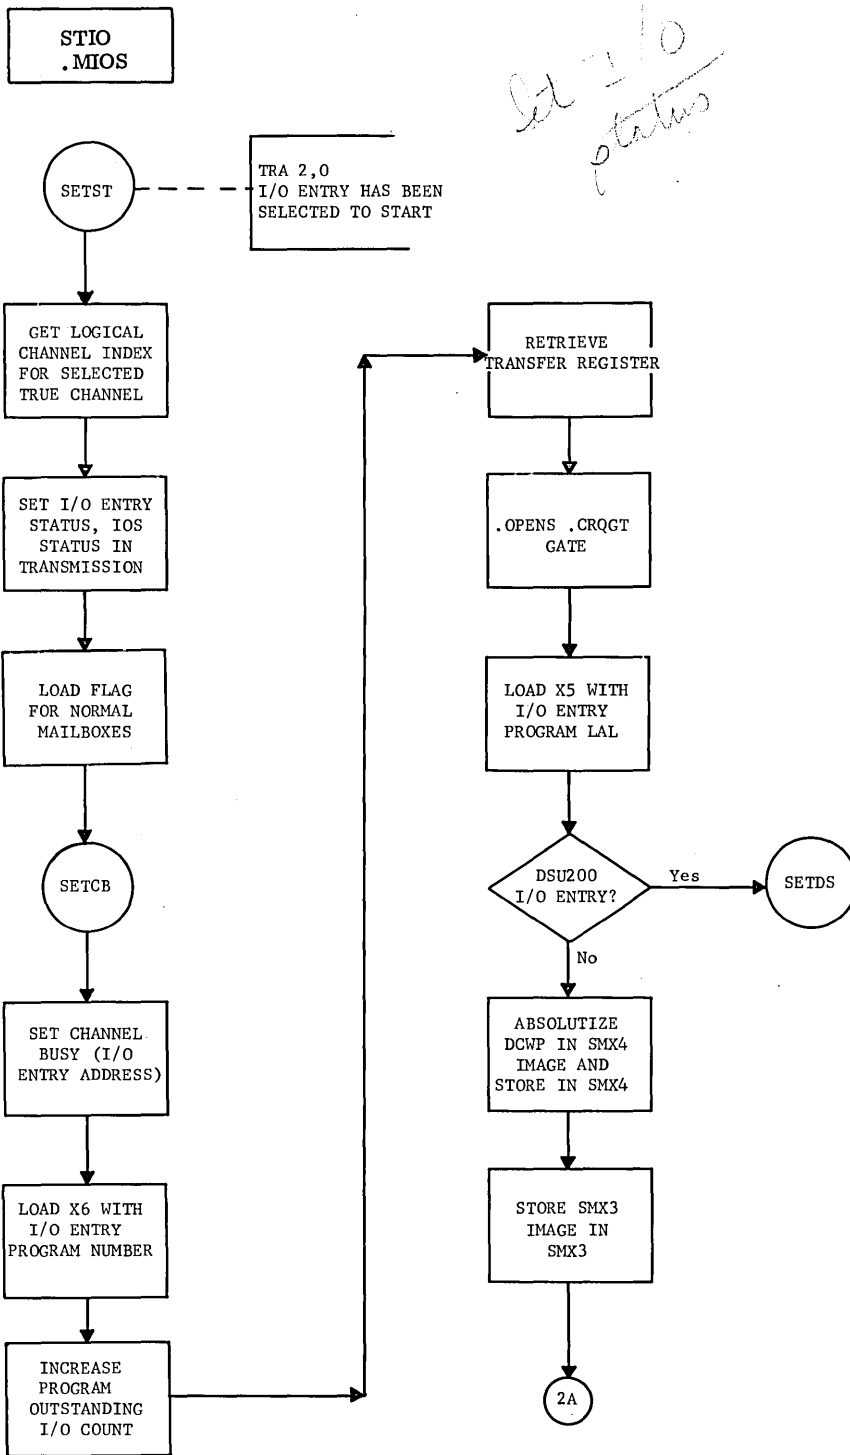 STIO
.MIOS
let I/O
status
SETST
TRA 2,0
I/O ENTRY HAS BEEN
SELECTED TO START
GET LOGICAL
CHANNEL INDEX
FOR SELECTED
TRUE CHANNEL
SET I/O ENTRY
STATUS, IOS
STATUS IN
TRANSMISSION
LOAD FLAG
FOR NORMAL
MAILBOXES
SETCB
SET CHANNEL
BUSY (I/O
ENTRY ADDRESS)
LOAD X6 WITH
I/O ENTRY
PROGRAM NUMBER
INCREASE
PROGRAM
OUTSTANDING
I/O COUNT
RETRIEVE
TRANSFER REGISTER
.OPENS .CRQGT
GATE
LOAD X5 WITH
I/O ENTRY
PROGRAM LAL
DSU200
I/O ENTRY?
Yes
SETDS
No
ABSOLUTIZE
DCWP IN SMX4
IMAGE AND
STORE IN SMX4
STORE SMX3
IMAGE IN
SMX3
2A